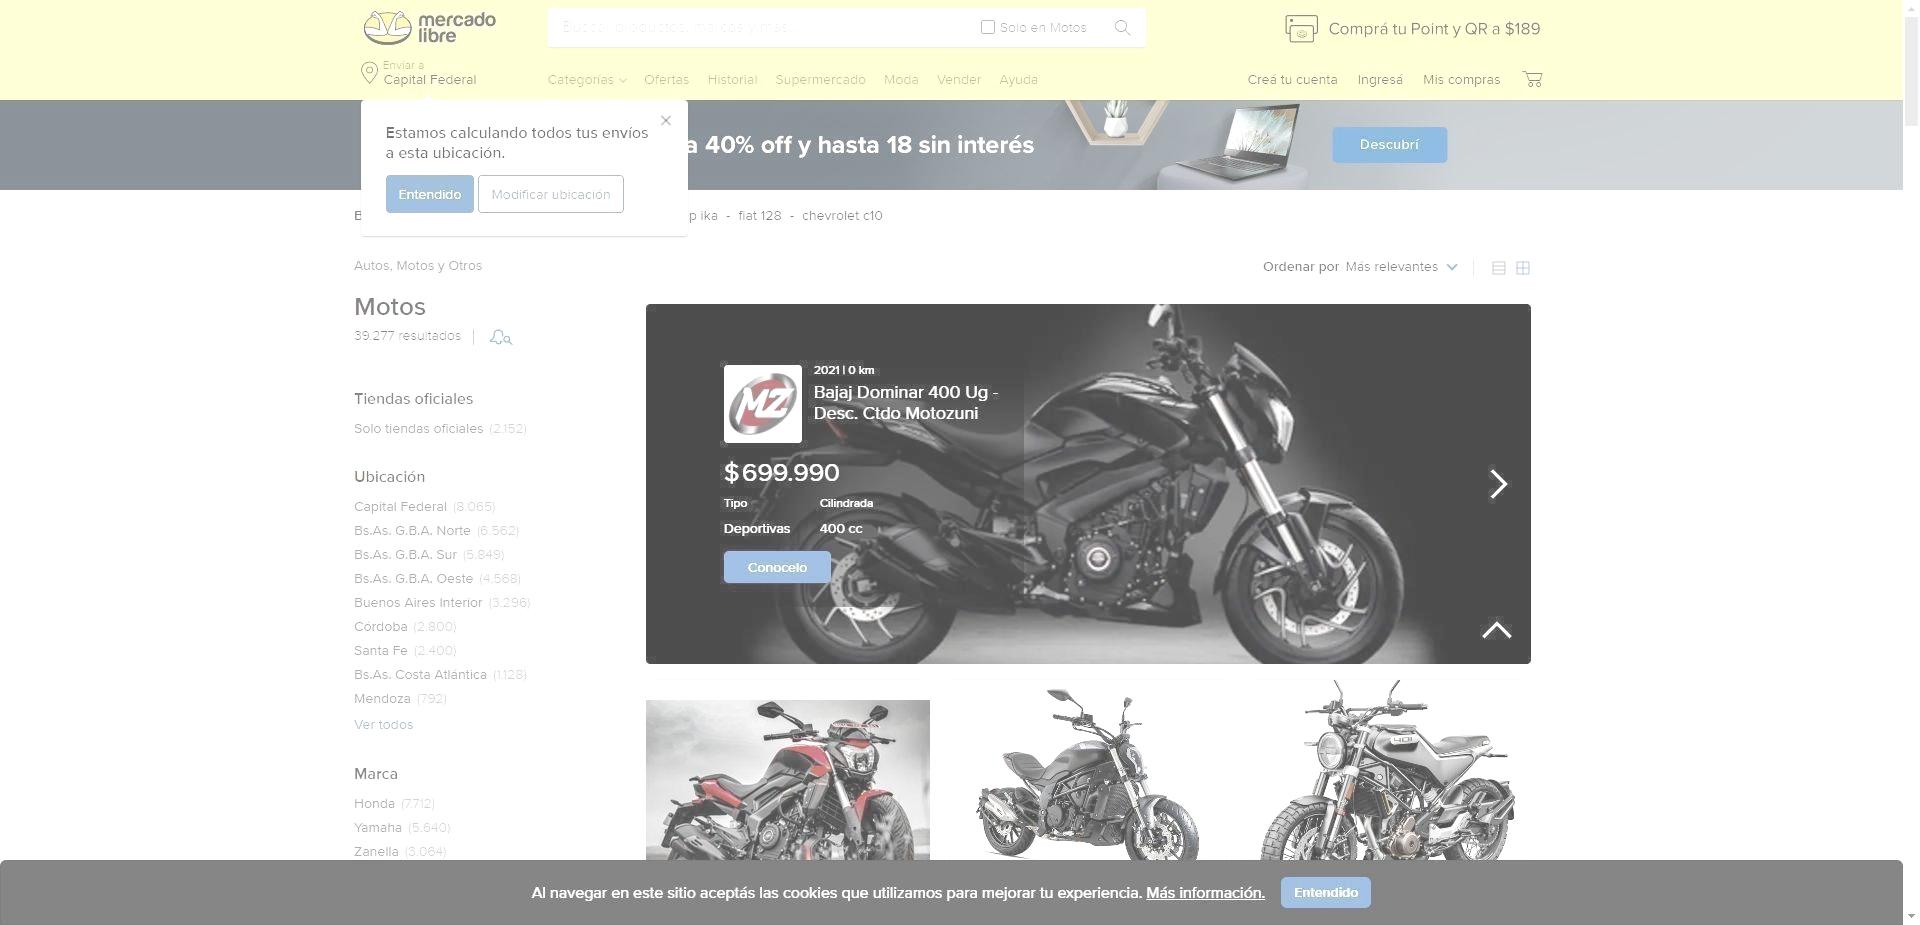 mercado
libre
Buscar productos, marcas y más...
Solo en Motos
Comprá tu Point y QR a $189
Enviar a
Capital Federal
Categorías
Ofertas
Historial
Supermercado
Moda
Vender
Ayuda
Creá tu cuenta
Ingresá
Mis compras
Estamos calculando todos tus envíos
a esta ubicación.
Entendido
Modificar ubicación
a 40% off y hasta 18 sin interés
Descubrí
B
p ika - fiat 128 - chevrolet c10
Autos, Motos y Otros
Ordenar por Más relevantes
Motos
39.277 resultados
Tiendas oficiales
Solo tiendas oficiales (2.152)
Ubicación
Capital Federal (8.065)
Bs.As. G.B.A. Norte (6.562)
Bs.As. G.B.A. Sur (5.849)
Bs.As. G.B.A. Oeste (4.568)
Buenos Aires Interior (3.296)
Córdoba (2.800)
Santa Fe (2.400)
Bs.As. Costa Atlántica (1.128)
Mendoza (792)
Ver todos
Marca
Honda (7.712)
Yamaha (5.640)
Zanella (3.064)
MZ
2021 | 0 km
Bajaj Dominar 400 Ug -
Desc. Ctdo Motozuni
$ 699.990
Tipo
Cilindrada
Deportivas
400 cc
Conocelo
401
Al navegar en este sitio aceptás las cookies que utilizamos para mejorar tu experiencia. Más información.
Entendido